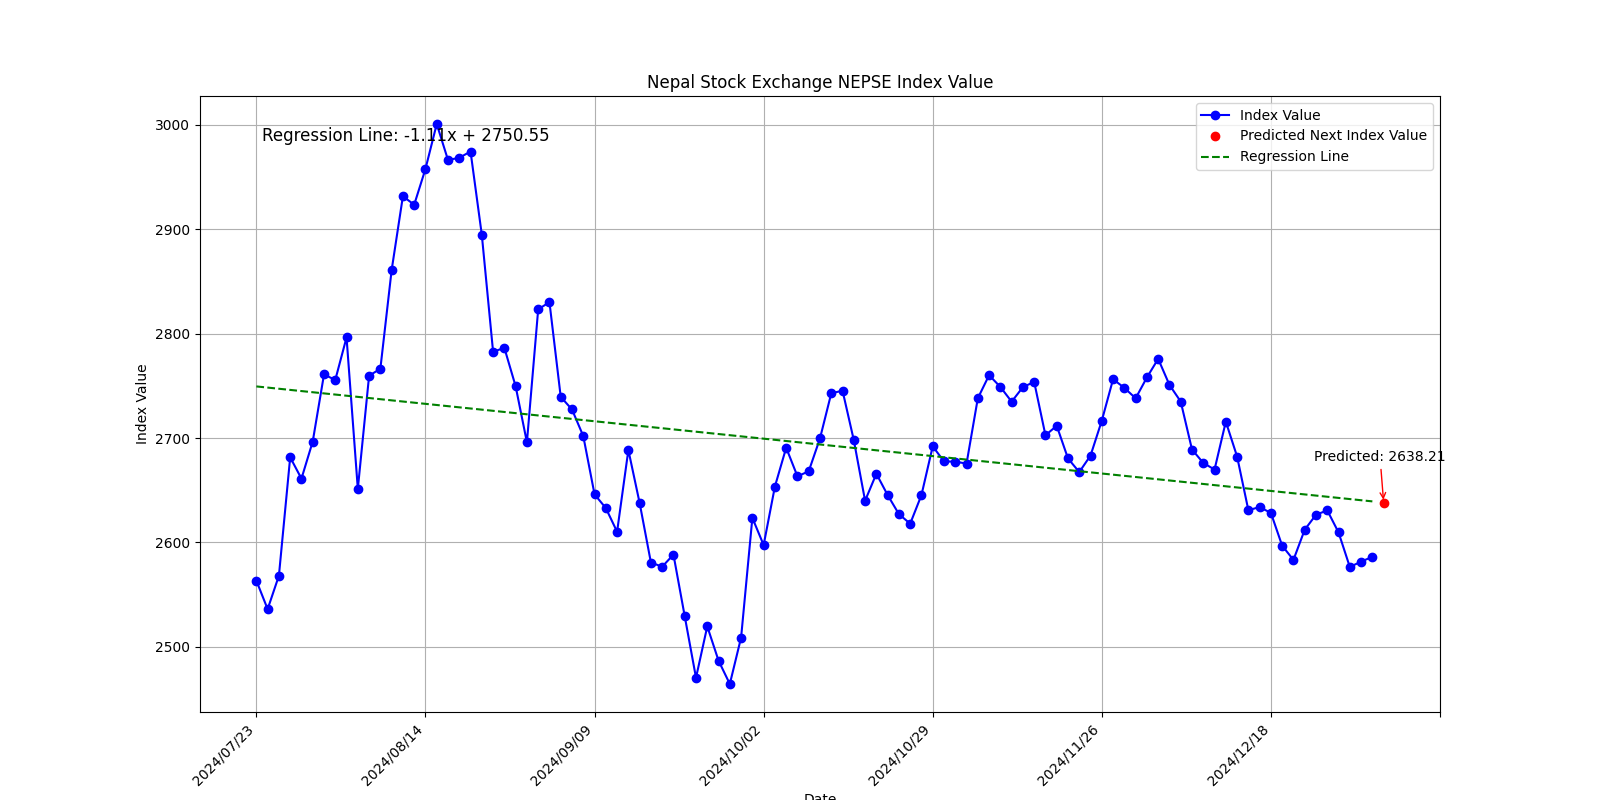 Nepal Stock Exchange NEPSE Index Value
Regression Line: -1.11x + 2750.55
Index Value
Predicted Next Index Value
Regression Line
3000
2900
2800
2700
2600
2500
Index Value
Predicted: 2638.21
2024/07/23
2024/08/14
2024/09/09
2024/10/02
2024/10/29
2024/11/26
2024/12/18
Date